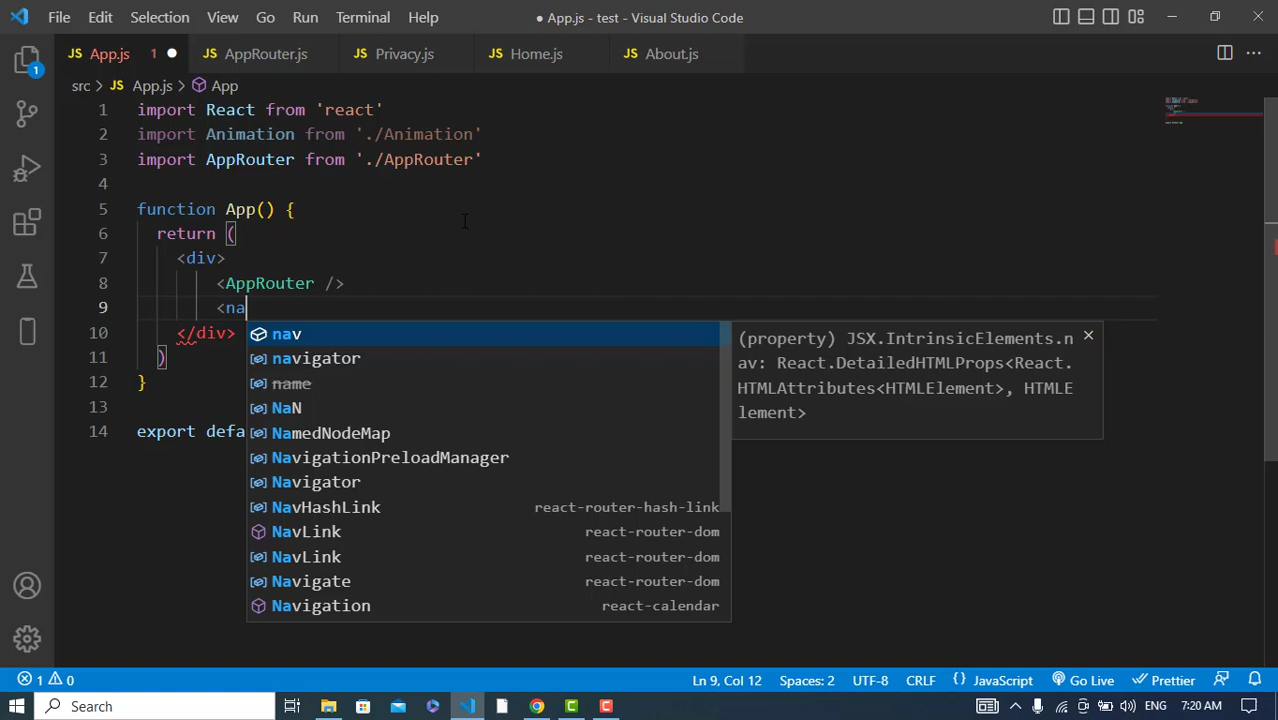 File Edit Selection View Go Run Terminal Help ● App.js - test - Visual Studio Code
JS App.js 1 ● JS AppRouter.js JS Privacy.js JS Home.js JS About.js
src > JS App.js > App
1 import React from 'react'
2 import Animation from './Animation'
3 import AppRouter from './AppRouter'
4
5 function App() {
6 return (
7 <div>
8 <AppRouter />
9 <na
10 </div>
11 )
12 }
13
14 export defa
nav
navigator
name
NaN
NamedNodeMap
NavigationPreloadManager
Navigator
NavHashLink react-router-hash-link
NavLink react-router-dom
NavLink react-router-dom
Navigate react-router-dom
Navigation react-calendar
(property) JSX.IntrinsicElements.n
av: React.DetailedHTMLProps<React.
HTMLAttributes<HTMLElement>, HTMLE
lement>
1
1 0 Ln 9, Col 12 Spaces: 2 UTF-8 CRLF {} JavaScript Go Live Prettier
Search ENG 7:20 AM